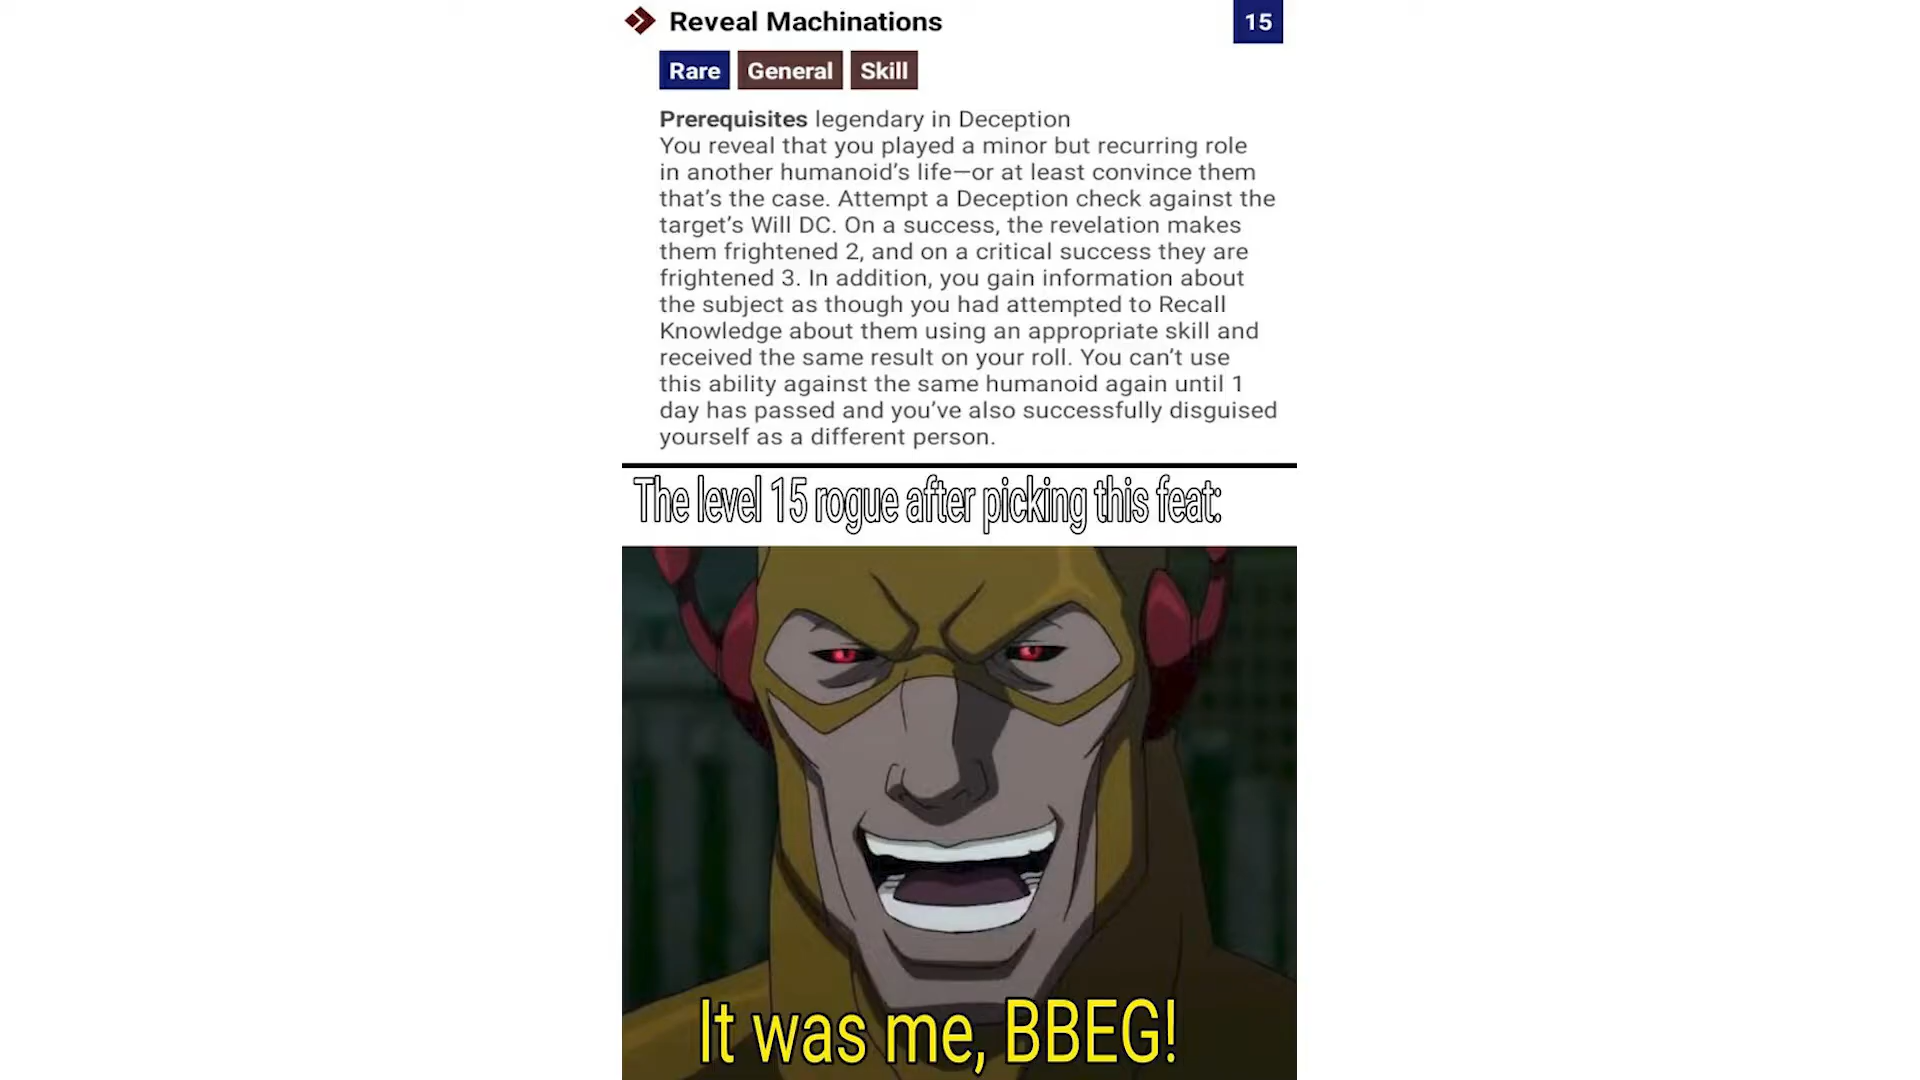 Reveal Machinations 15
Rare General Skill
Prerequisites legendary in Deception
You reveal that you played a minor but recurring role
in another humanoid’s life—or at least convince them
that’s the case. Attempt a Deception check against the
target’s Will DC. On a success, the revelation makes
them frightened 2, and on a critical success they are
frightened 3. In addition, you gain information about
the subject as though you had attempted to Recall
Knowledge about them using an appropriate skill and
received the same result on your roll. You can’t use
this ability against the same humanoid again until 1
day has passed and you’ve also successfully disguised
yourself as a different person.
The level 15 rogue after picking this feat:
It was me, BBEG!